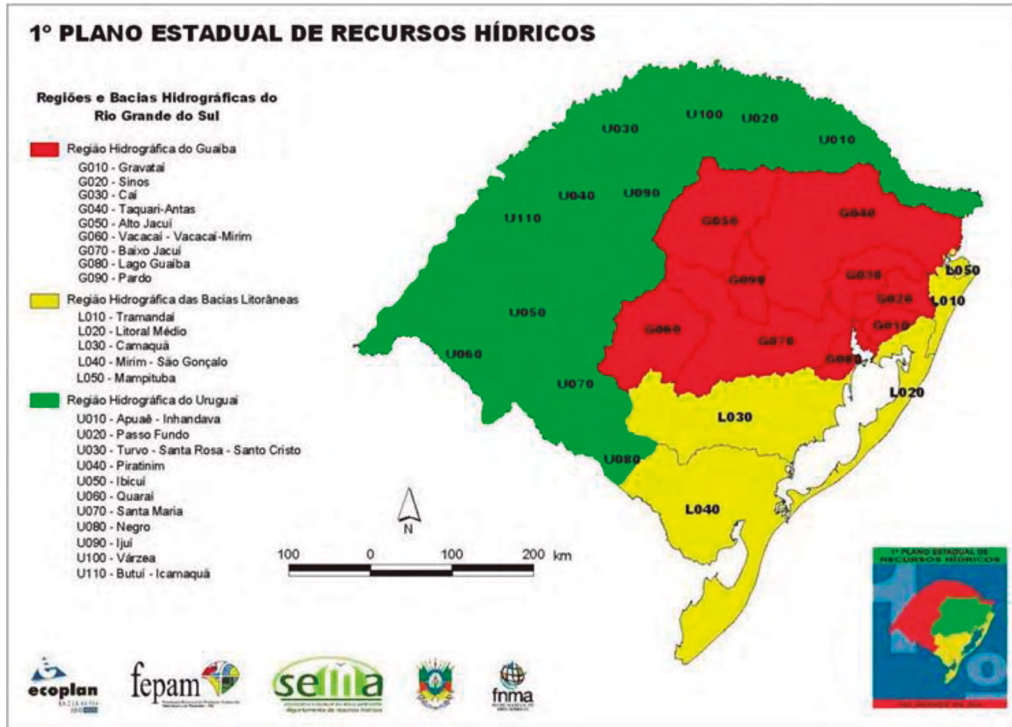 1º PLANO ESTADUAL DE RECURSOS HÍDRICOS
Regiões e Bacias Hidrográficas do
Rio Grande do Sul
Região Hidrográfica do Guaíba
G010 - Gravataí
G020 - Sinos
G030 - Caí
G040 - Taquari-Antas
G050 - Alto Jacuí
G060 - Vacacaí - Vacacaí-Mirim
G070 - Baixo Jacuí
G080 - Lago Guaíba
G090 - Pardo
Região Hidrográfica das Bacias Litorâneas
L010 - Tramandaí
L020 - Litoral Médio
L030 - Camaquã
L040 - Mirim - São Gonçalo
L050 - Mampituba
Região Hidrográfica do Uruguai
U010 - Apuaê - Inhandava
U020 - Passo Fundo
U030 - Turvo - Santa Rosa - Santo Cristo
U040 - Piratinim
U050 - Ibicuí
U060 - Quaraí
U070 - Santa Maria
U080 - Negro
U090 - Ijuí
U100 - Várzea
U110 - Butuí - Icamaquã
U100
U020
U030
U010
U040
U090
U110
G050
G040
L050
G030
G090
G020
L010
U050
G060
G010
G070
U060
G080
U070
L020
L030
U080
L040
N
100 0 100 200 km
1º PLANO ESTADUAL DE
RECURSOS HÍDRICOS
ecoplan
fepam
sema
departamento de recursos hídricos
fnma